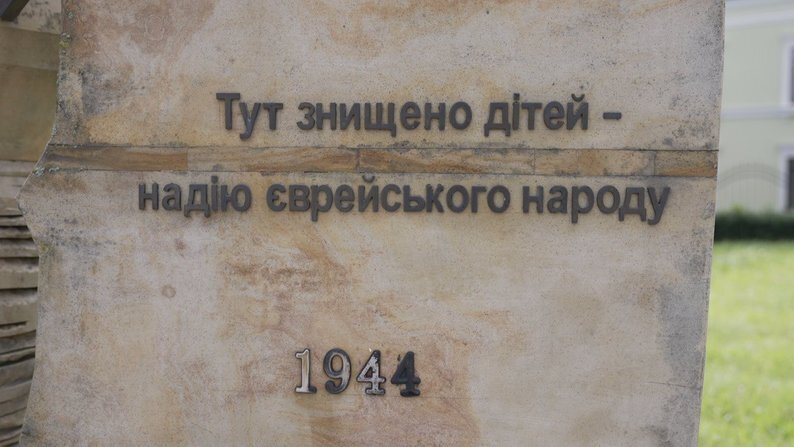 Тут знищено дітей –
надію єврейського народу
1944